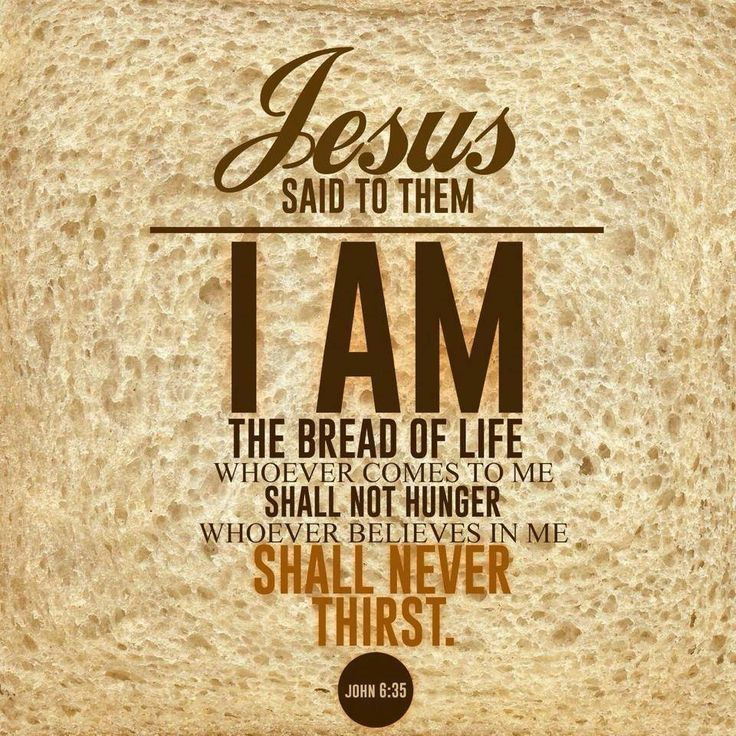 Jesus
SAID TO THEM
I AM
THE BREAD OF LIFE
WHOEVER COMES TO ME
SHALL NOT HUNGER
WHOEVER BELIEVES IN ME
SHALL NEVER
THIRST.
JOHN 6:35